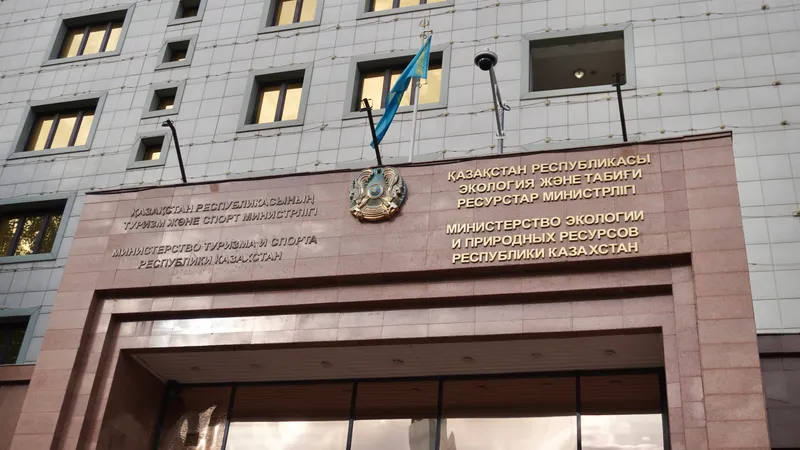 ҚАЗАҚСТАН РЕСПУБЛИКАСЫНЫҢ
ТУРИЗМ ЖӘНЕ СПОРТ МИНИСТРЛІГІ
МИНИСТЕРСТВО ТУРИЗМА И СПОРТА
РЕСПУБЛИКИ КАЗАХСТАН
ҚАЗАҚСТАН РЕСПУБЛИКАСЫ
ЭКОЛОГИЯ ЖӘНЕ ТАБИҒИ
РЕСУРСТАР МИНИСТРЛІГІ
МИНИСТЕРСТВО ЭКОЛОГИИ
И ПРИРОДНЫХ РЕСУРСОВ
РЕСПУБЛИКИ КАЗАХСТАН